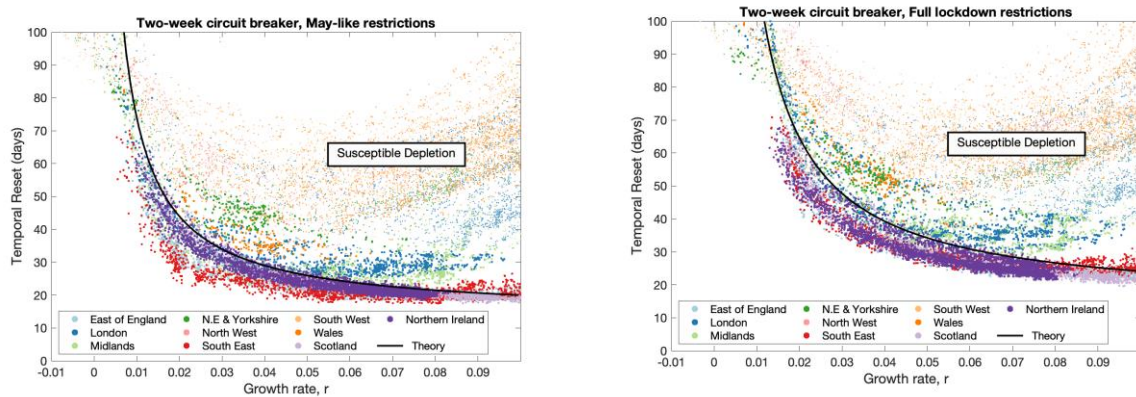 Two-week circuit breaker, May-like restrictions
100
90
80
70
60
50
40
30
20
10
0
Temporal Reset (days)
Susceptible Depletion
East of England
London
Midlands
N.E & Yorkshire
North West
South East
South West
Wales
Scotland
Northern Ireland
Theory
-0.01 0 0.01 0.02 0.03 0.04 0.05 0.06 0.07 0.08 0.09
Growth rate, r
Two-week circuit breaker, Full lockdown restrictions
100
90
80
70
60
50
40
30
20
10
0
Temporal Reset (days)
Susceptible Depletion
East of England
London
Midlands
N.E & Yorkshire
North West
South East
South West
Wales
Scotland
Northern Ireland
Theory
-0.01 0 0.01 0.02 0.03 0.04 0.05 0.06 0.07 0.08 0.09
Growth rate, r